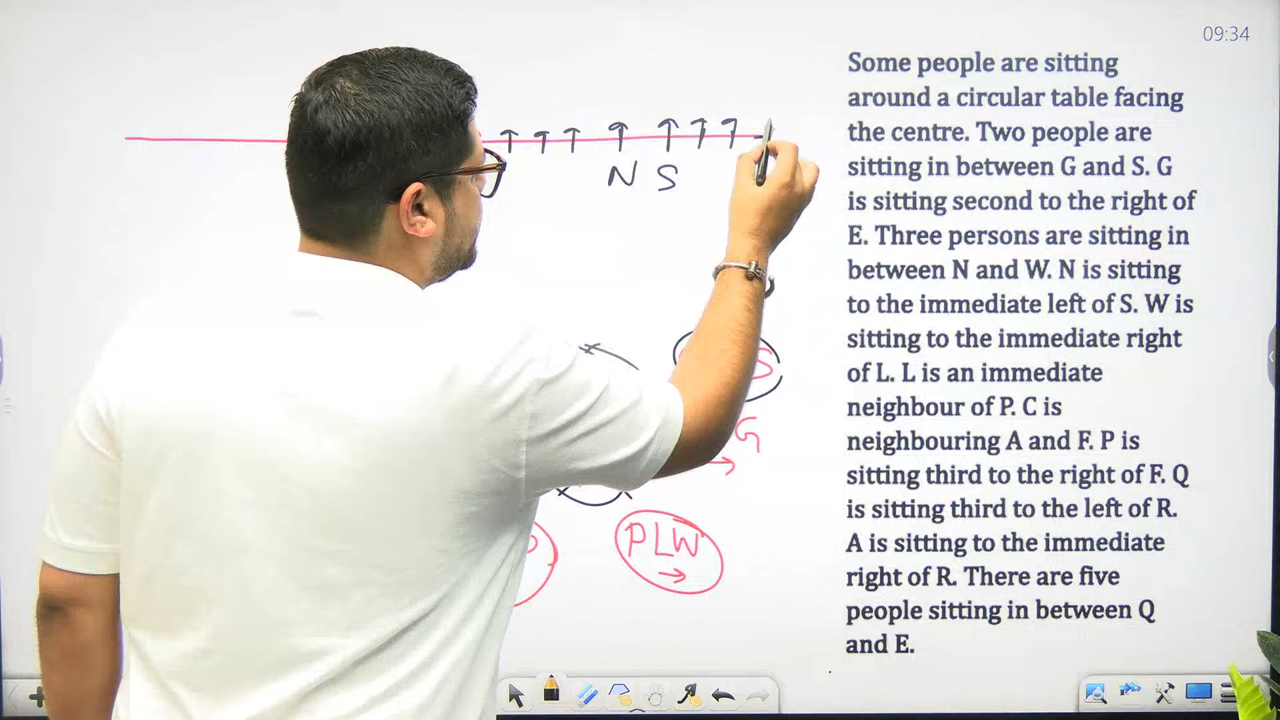 09:34
Some people are sitting
around a circular table facing
the centre. Two people are
sitting in between G and S. G
is sitting second to the right of
E. Three persons are sitting in
between N and W. N is sitting
to the immediate left of S. W is
sitting to the immediate right
of L. L is an immediate
neighbour of P. C is
neighbouring A and F. P is
sitting third to the right of F. Q
is sitting third to the left of R.
A is sitting to the immediate
right of R. There are five
people sitting in between Q
and E.
N S
S
G
PLW